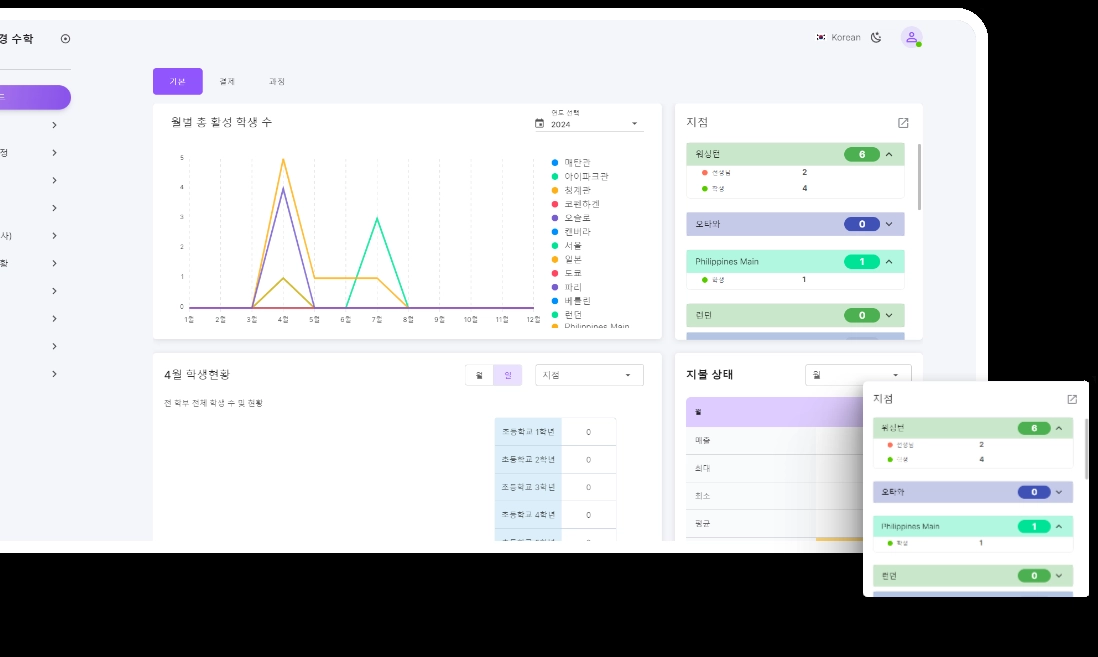 경 수학
Korean
드
정
사)
황
기본
결제
과정
월별 총 활성 학생 수
연도 선택
2024
5
4
3
2
1
0
1월
2월
3월
4월
5월
6월
7월
8월
9월
10월
11월
12월
매탄관
아이파크관
청계관
코펜하겐
오슬로
캔버라
서울
일본
도쿄
파리
베를린
런던
Philippines Main
지점
워싱턴
6
선생님
2
학생
4
오타와
0
Philippines Main
1
학생
1
런던
0
4월 학생현황
월
일
지점
전 학부 전체 학생 수 및 현황
초등학교 1학년
0
초등학교 2학년
0
초등학교 3학년
0
초등학교 4학년
0
지불 상태
월
월
매출
최대
최소
평균
지점
워싱턴
6
선생님
2
학생
4
오타와
0
Philippines Main
1
학생
1
런던
0